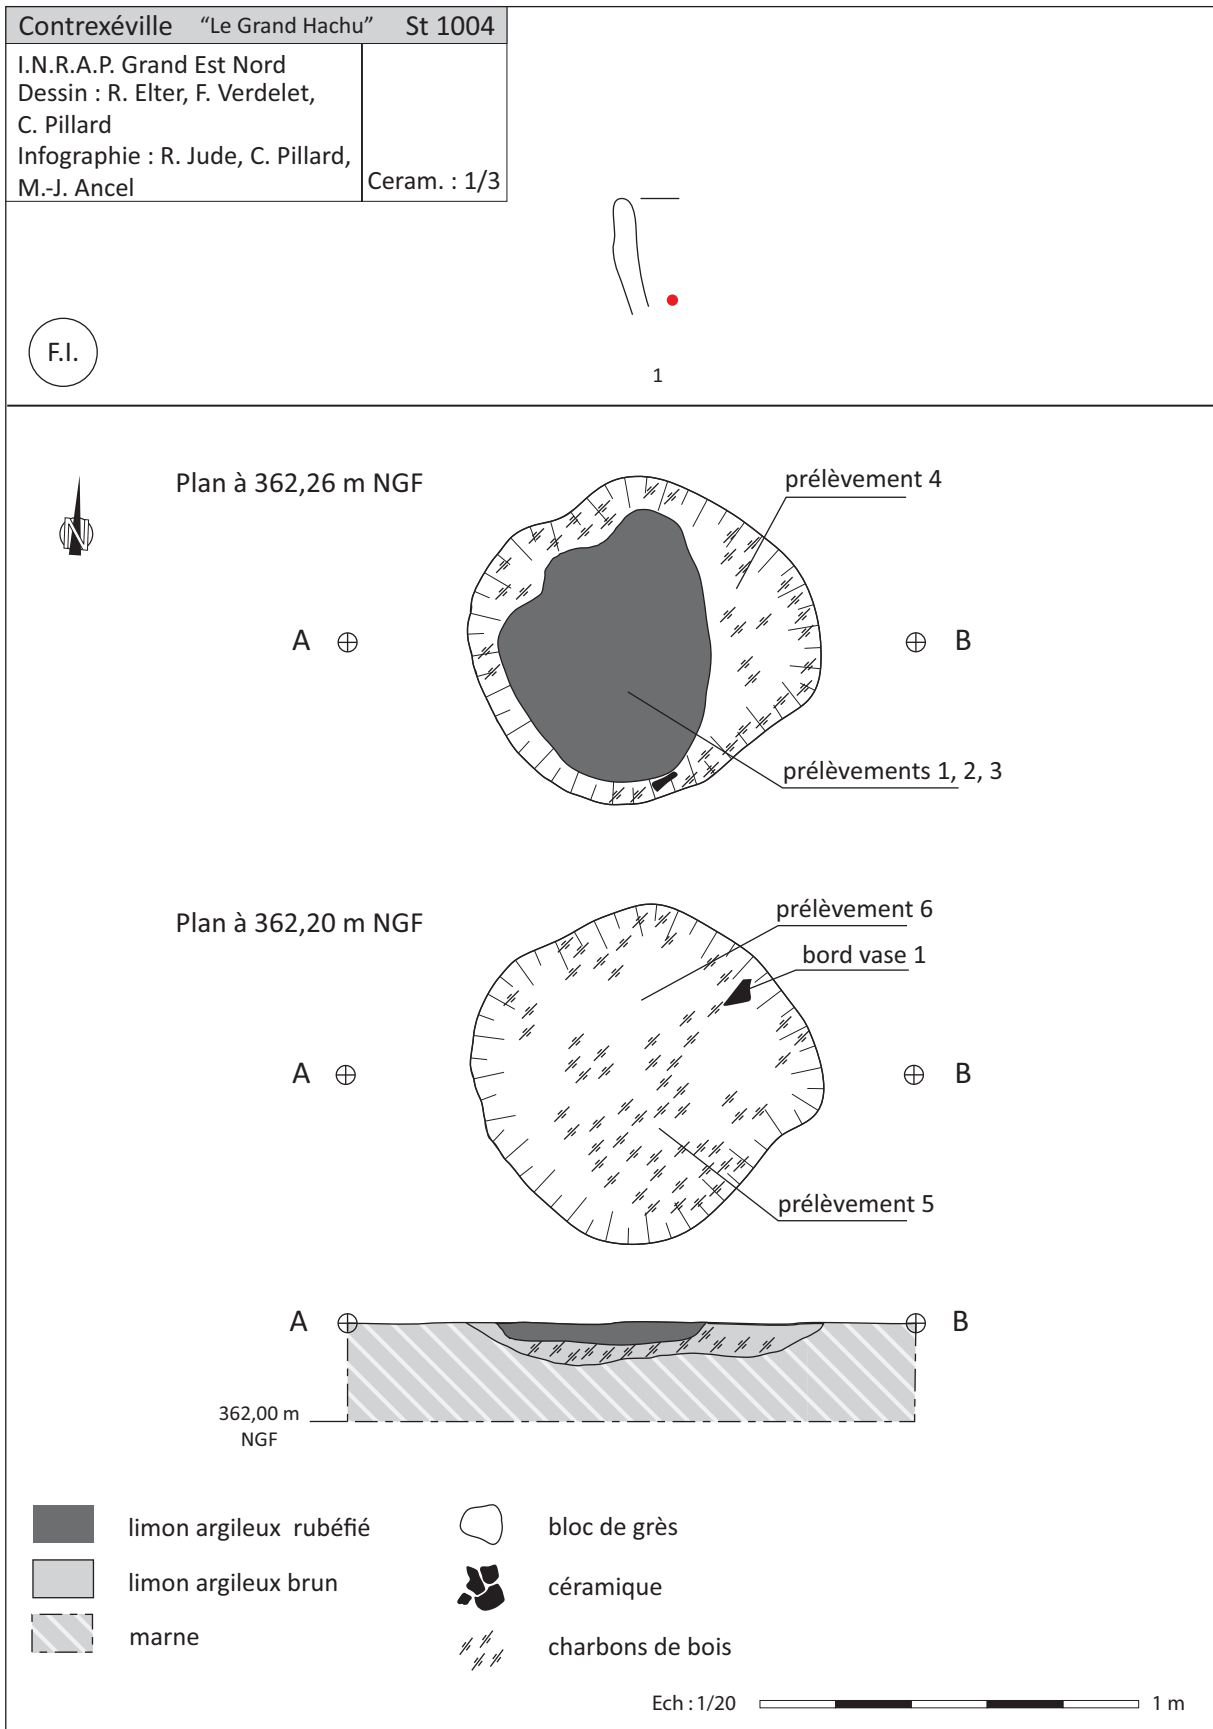 Contrexéville “Le Grand Hachu” St 1004
I.N.R.A.P. Grand Est Nord
Dessin : R. Elter, F. Verdelet,
C. Pillard
Infographie : R. Jude, C. Pillard,
M.-J. Ancel
Ceram. : 1/3
F.I.
1
Plan à 362,26 m NGF
prélèvement 4
N
A
B
prélèvements 1, 2, 3
Plan à 362,20 m NGF
prélèvement 6
bord vase 1
A
B
prélèvement 5
A
B
362,00 m
NGF
limon argileux rubéfié
limon argileux brun
marne
bloc de grès
céramique
charbons de bois
Ech : 1/20
1 m